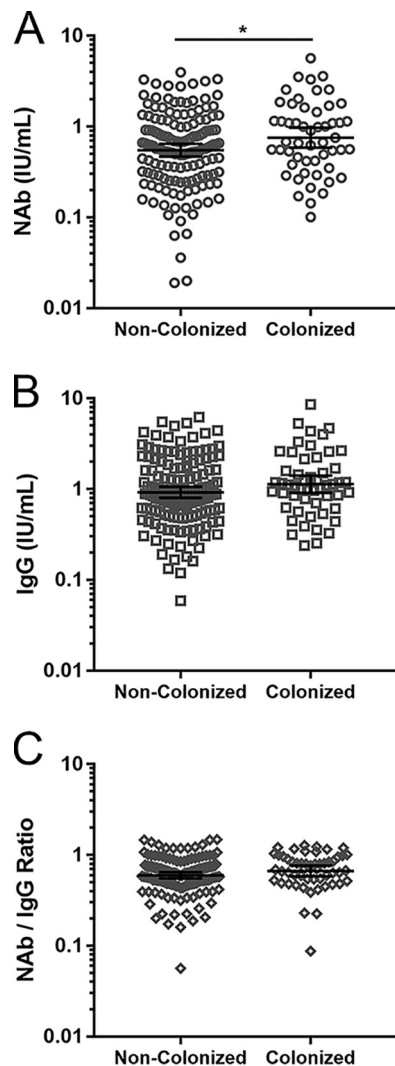 A
*
NAb (IU/mL)
10
1
0.1
0.01
Non-Colonized Colonized
B
IgG (IU/mL)
10
1
0.1
0.01
Non-Colonized Colonized
C
NAb / IgG Ratio
10
1
0.1
0.01
Non-Colonized Colonized